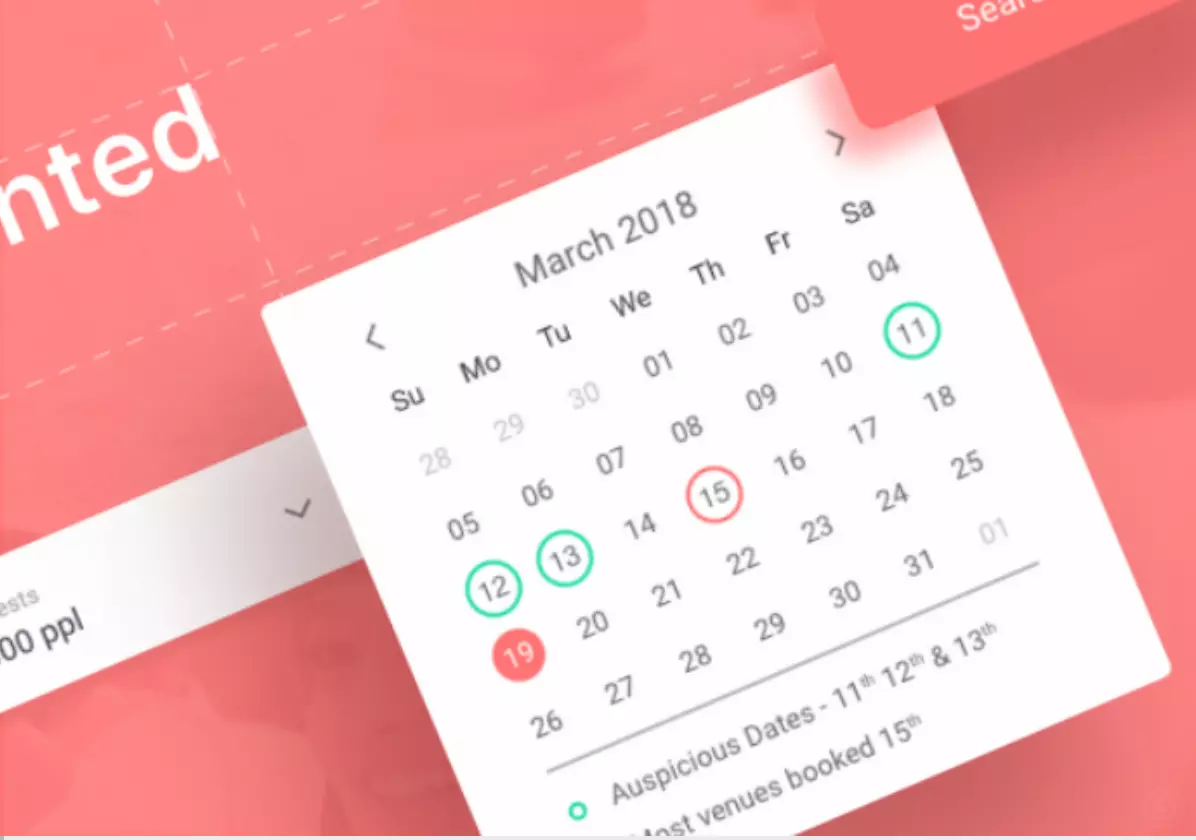 nted
March 2018
Su Mo Tu We Th Fr Sa
28 29 30 01 02 03 04
05 06 07 08 09 10 11
12 13 14 15 16 17 18
19 20 21 22 23 24 25
26 27 28 29 30 31 01
Auspicious Dates - 11th 12th & 13th
venues booked 15th
ppl